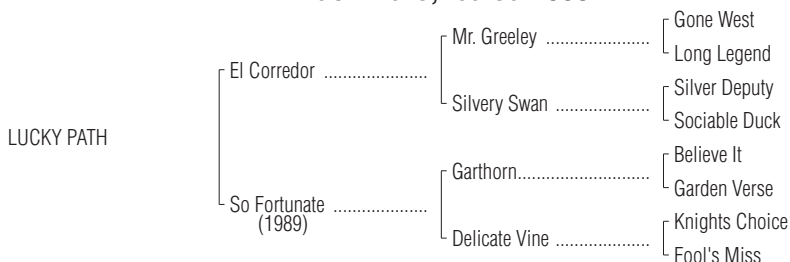 Gone West
Mr. Greeley ......................
Long Legend
El Corredor ......................
Silver Deputy
Silvery Swan ....................
Sociable Duck
LUCKY PATH
Believe It
Garthorn............................
Garden Verse
So Fortunate ....................
(1989)
Knights Choice
Delicate Vine ....................
Fool's Miss